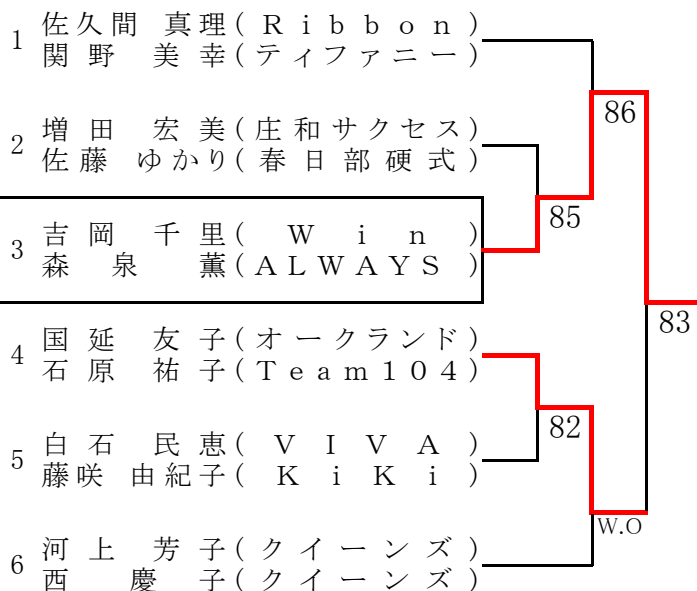 1 佐久間 真理(Ribbon)
関野 美幸(ティファニー)
86
2 増田 宏美(庄和サクセス)
佐藤 ゆかり(春日部硬式)
85
3 吉岡 千里(Win)
森泉 薫(ALWAYS)
83
4 国延 友子(オークランド)
石原 祐子(Team104)
82
5 白石 民恵(VIVA)
藤咲 由紀子(KiKi)
W.O
6 河上 芳子(クイーンズ)
西 慶子(クイーンズ)